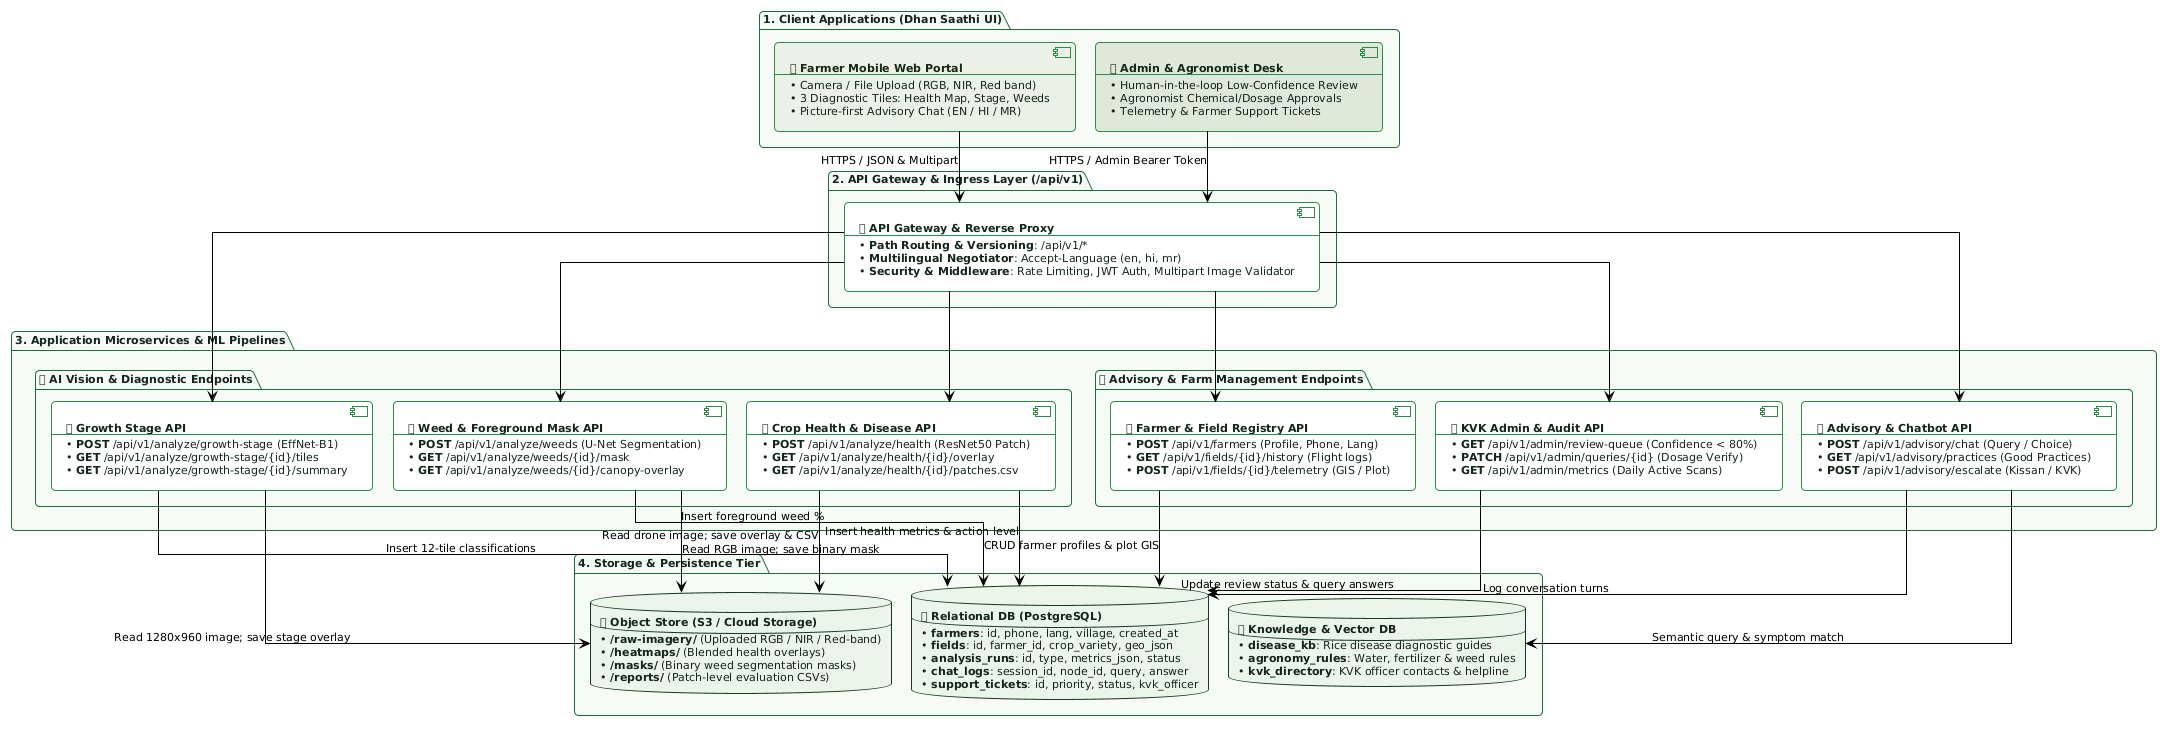 1. Client Applications (Dhan Saathi UI)
Farmer Mobile Web Portal
• Camera / File Upload (RGB, NIR, Red band)
• 3 Diagnostic Tiles: Health Map, Stage, Weeds
• Picture-first Advisory Chat (EN / HI / MR)
Admin & Agronomist Desk
• Human-in-the-loop Low-Confidence Review
• Agronomist Chemical/Dosage Approvals
• Telemetry & Farmer Support Tickets
HTTPS / JSON & Multipart
HTTPS / Admin Bearer Token
2. API Gateway & Ingress Layer (/api/v1)
API Gateway & Reverse Proxy
• Path Routing & Versioning: /api/v1/*
• Multilingual Negotiator: Accept-Language (en, hi, mr)
• Security & Middleware: Rate Limiting, JWT Auth, Multipart Image Validator
3. Application Microservices & ML Pipelines
AI Vision & Diagnostic Endpoints
Growth Stage API
• POST /api/v1/analyze/growth-stage (EffNet-B1)
• GET /api/v1/analyze/growth-stage/{id}/tiles
• GET /api/v1/analyze/growth-stage/{id}/summary
Weed & Foreground Mask API
• POST /api/v1/analyze/weeds (U-Net Segmentation)
• GET /api/v1/analyze/weeds/{id}/mask
• GET /api/v1/analyze/weeds/{id}/canopy-overlay
Crop Health & Disease API
• POST /api/v1/analyze/health (ResNet50 Patch)
• GET /api/v1/analyze/health/{id}/overlay
• GET /api/v1/analyze/health/{id}/patches.csv
Advisory & Farm Management Endpoints
Farmer & Field Registry API
• POST /api/v1/farmers (Profile, Phone, Lang)
• GET /api/v1/fields/{id}/history (Flight logs)
• POST /api/v1/fields/{id}/telemetry (GIS / Plot)
KVK Admin & Audit API
• GET /api/v1/admin/review-queue (Confidence < 80%)
• PATCH /api/v1/admin/queries/{id} (Dosage Verify)
• GET /api/v1/admin/metrics (Daily Active Scans)
Advisory & Chatbot API
• POST /api/v1/advisory/chat (Query / Choice)
• GET /api/v1/advisory/practices (Good Practices)
• POST /api/v1/advisory/escalate (Kissan / KVK)
Insert foreground weed %
Read drone image; save overlay & CSV
Insert health metrics & action level
Insert 12-tile classifications
Read RGB image; save binary mask
CRUD farmer profiles & plot GIS
Update review status & query answers
Log conversation turns
Read 1280x960 image; save stage overlay
Semantic query & symptom match
4. Storage & Persistence Tier
Object Store (S3 / Cloud Storage)
• /raw-imagery/ (Uploaded RGB / NIR / Red-band)
• /heatmaps/ (Blended health overlays)
• /masks/ (Binary weed segmentation masks)
• /reports/ (Patch-level evaluation CSVs)
Relational DB (PostgreSQL)
• farmers: id, phone, lang, village, created_at
• fields: id, farmer_id, crop_variety, geo_json
• analysis_runs: id, type, metrics_json, status
• chat_logs: session_id, node_id, query, answer
• support_tickets: id, priority, status, kvk_officer
Knowledge & Vector DB
• disease_kb: Rice disease diagnostic guides
• agronomy_rules: Water, fertilizer & weed rules
• kvk_directory: KVK officer contacts & helpline